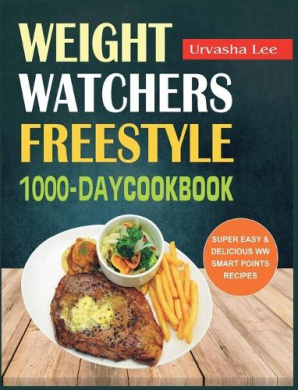 WEIGHT
Urvasha Lee
WATCHERS
FREESTYLE
1000-DAYCOOKBOOK
SUPER EASY &
DELICIOUS WW
SMART POINTS
RECIPES